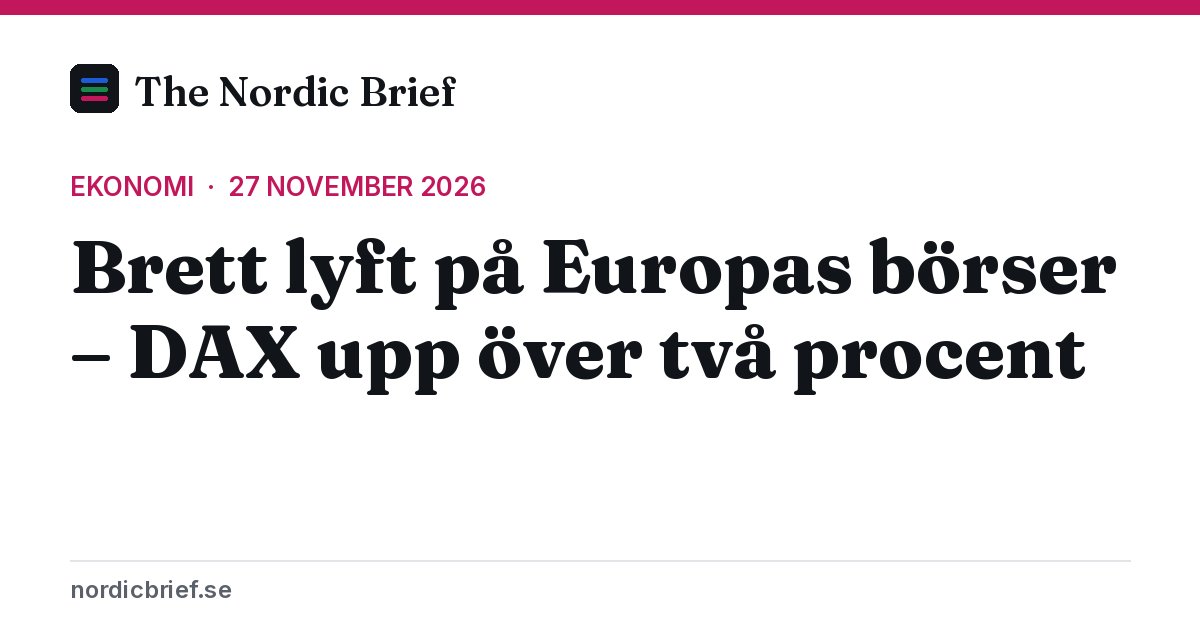 The Nordic Brief
EKONOMI · 27 NOVEMBER 2026
Brett lyft på Europas börser
– DAX upp över två procent
nordicbrief.se